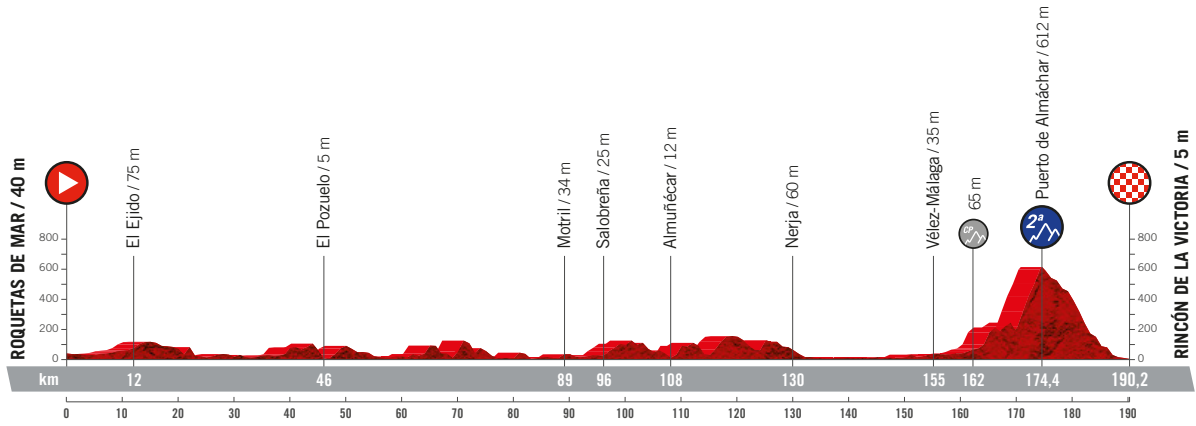 ROQUETAS DE MAR / 40 m
El Ejido / 75 m
El Pozuelo / 5 m
Motril / 34 m
Salobreña / 25 m
Almuñécar / 12 m
Nerja / 60 m
Vélez-Málaga / 35 m
65 m
CP
Puerto de Almáchar / 612 m
2ª
RINCÓN DE LA VICTORIA / 5 m
800
600
400
200
0
800
600
400
200
0
km 12 46 89 96 108 130 155 162 174,4 190,2
0 10 20 30 40 50 60 70 80 90 100 110 120 130 140 150 160 170 180 190